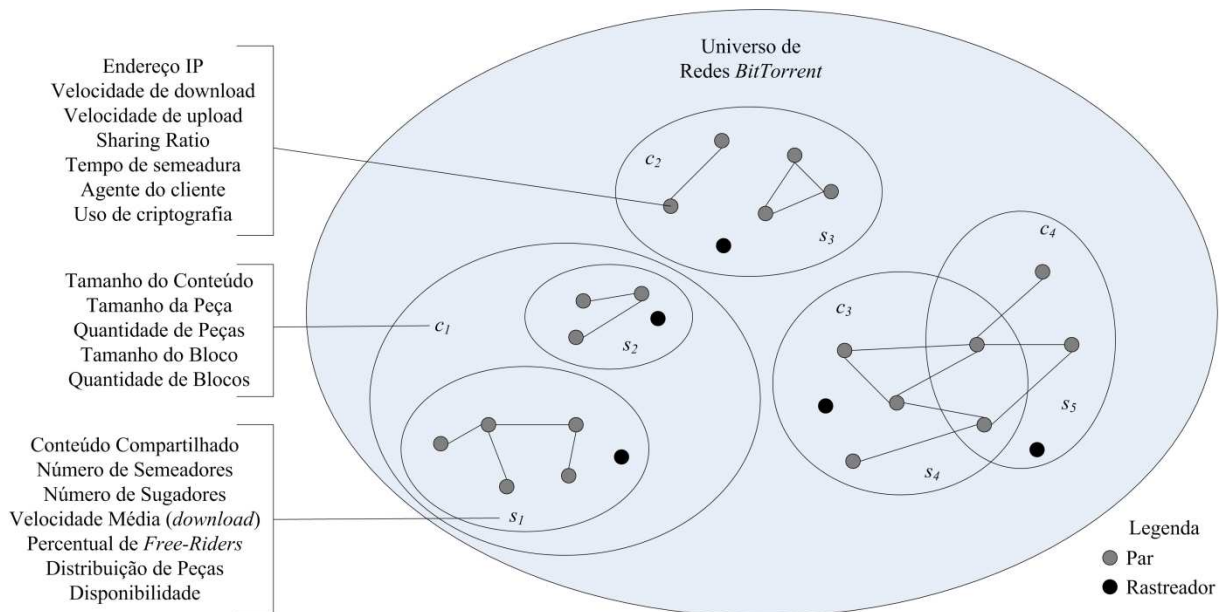 Universo de
Redes BitTorrent
Endereço IP
Velocidade de download
Velocidade de upload
Sharing Ratio
Tempo de semeadura
Agente do cliente
Uso de criptografia
Tamanho do Conteúdo
Tamanho da Peça
Quantidade de Peças
Tamanho do Bloco
Quantidade de Blocos
Conteúdo Compartilhado
Número de Semeadores
Número de Sugadores
Velocidade Média (download)
Percentual de Free-Riders
Distribuição de Peças
Disponibilidade
c2
s3
c1
s2
s1
c4
c3
s5
s4
Legenda
Par
Rastreador